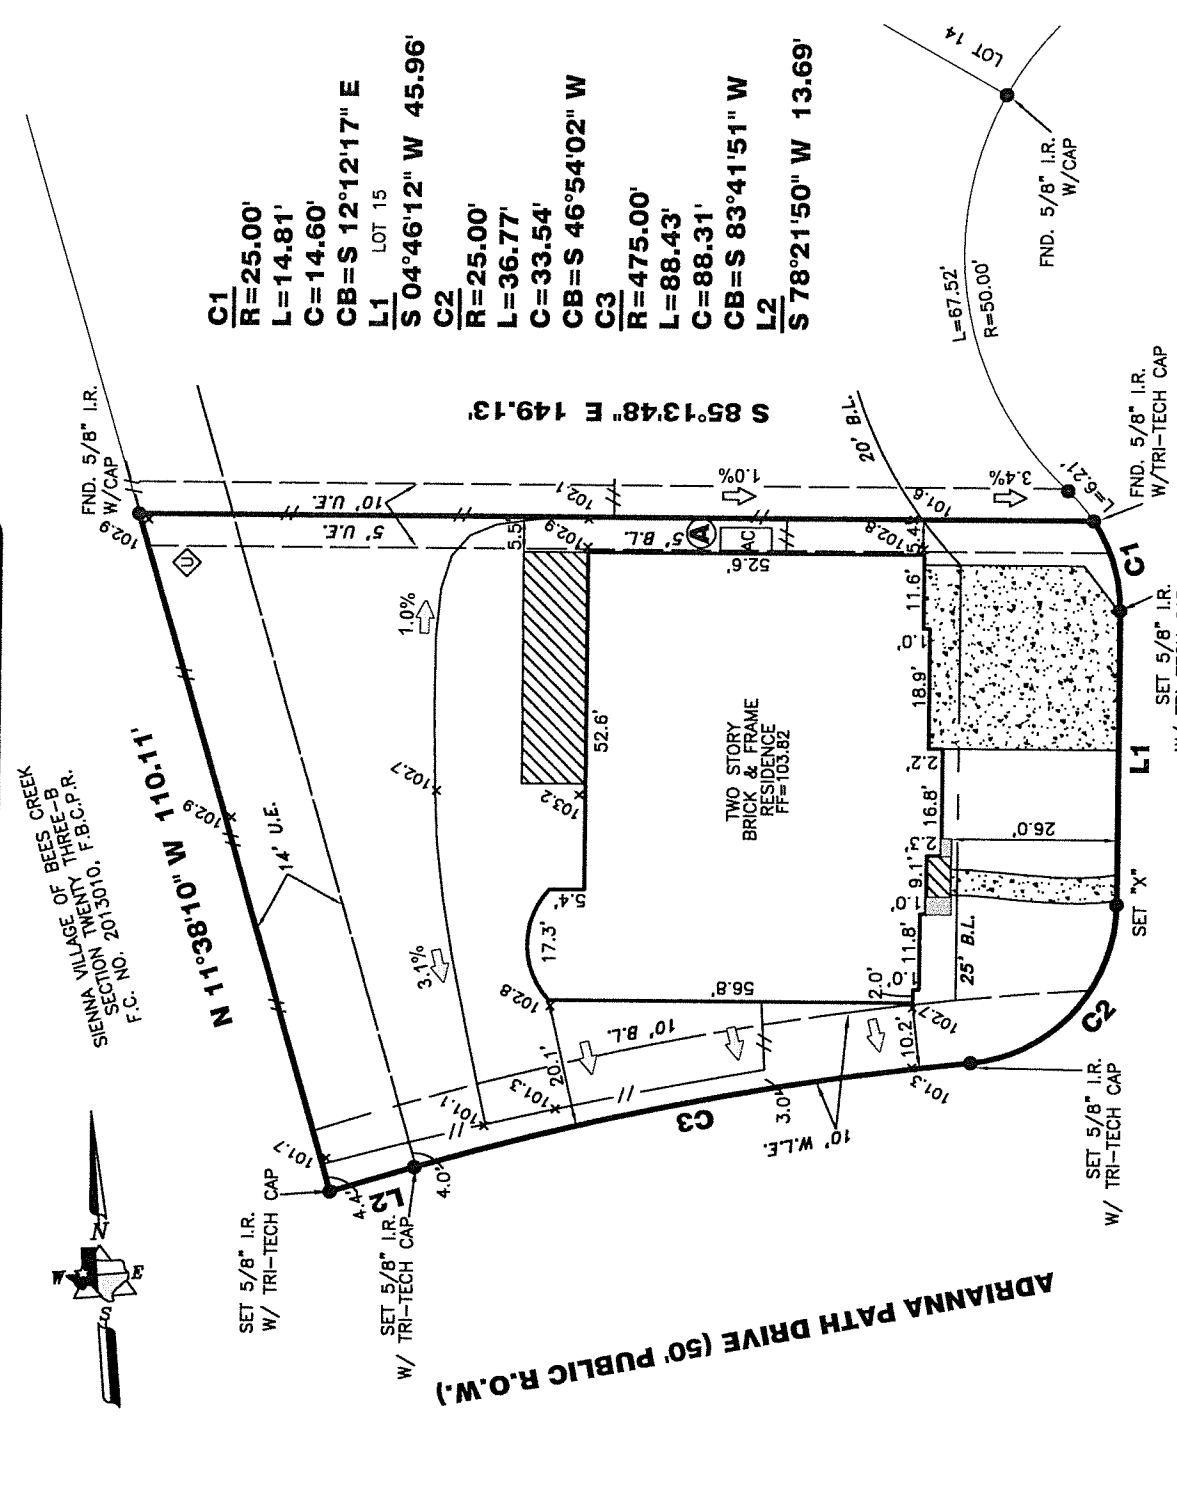 C1
R=25.00'
L=14.81'
C=14.60'
CB=S 12°12'17" E
L1
LOT 15
S 04°46'12" W 45.96'
C2
R=25.00'
L=36.77'
C=33.54'
CB=S 46°54'02" W
C3
R=475.00'
L=88.43'
C=88.31'
CB=S 83°41'51" W
L2
S 78°21'50" W 13.69'
LOT 14
FND. 5/8" I.R.
W/CAP
L=67.52'
R=50.00'
FND. 5/8" I.R.
W/TRI-TECH CAP
L=6.21'
S 85°13'48" E 149.13'
20' B.L.
FND. 5/8" I.R.
W/CAP
102.9
10' U.E.
5' U.E.
U
102.1
1.0%
101.6
3.4%
5.5'
102.9
5' B.L.
A
AC
102.8
5.4'
52.6'
C1
SET 5/8" I.R.
1.0%
11.6'
1.0'
18.9'
2.2'
16.8'
2.3'
9.1'
1.0'
11.8'
1.0'
2.0'
26.0'
25' B.L.
L1
SET "X"
52.6'
102.7
103.2
TWO STORY
BRICK & FRAME
RESIDENCE
FF=103.82
5.4'
17.3'
56.8'
102.8
102.7
SIENNA VILLAGE OF BEES CREEK
SECTION TWENTY THREE-B
F.C. NO. 2013010, F.B.C.P.R.
N 11°38'10" W 110.11'
102.9
14' U.E.
3.1%
10' B.L.
20.1'
101.3
101.1
101.7
10.2'
101.3
C2
C3
3.0'
10' W.L.E.
SET 5/8" I.R.
W/ TRI-TECH CAP
4.4'
L2
4.0'
SET 5/8" I.R.
W/ TRI-TECH CAP
SET 5/8" I.R.
W/ TRI-TECH CAP
N
W
E
S
ADRIANNA PATH DRIVE (50' PUBLIC R.O.W.)